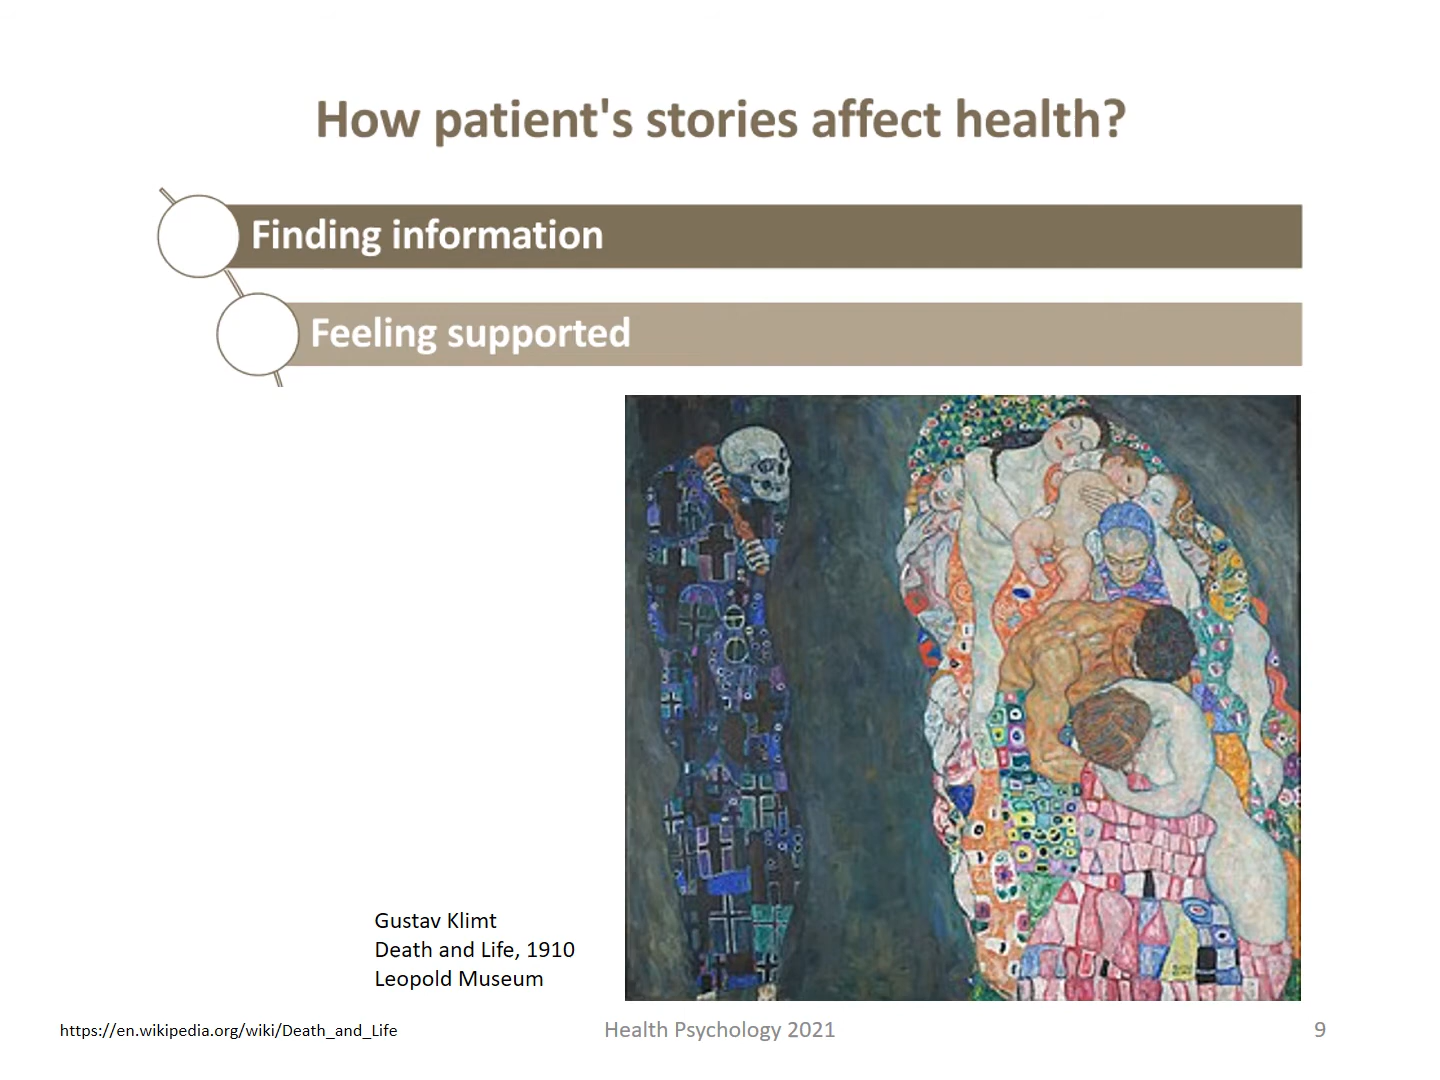 How patient's stories affect health?
Finding information
Feeling supported
Gustav Klimt
Death and Life, 1910
Leopold Museum
https://en.wikipedia.org/wiki/Death_and_Life
Health Psychology 2021
9